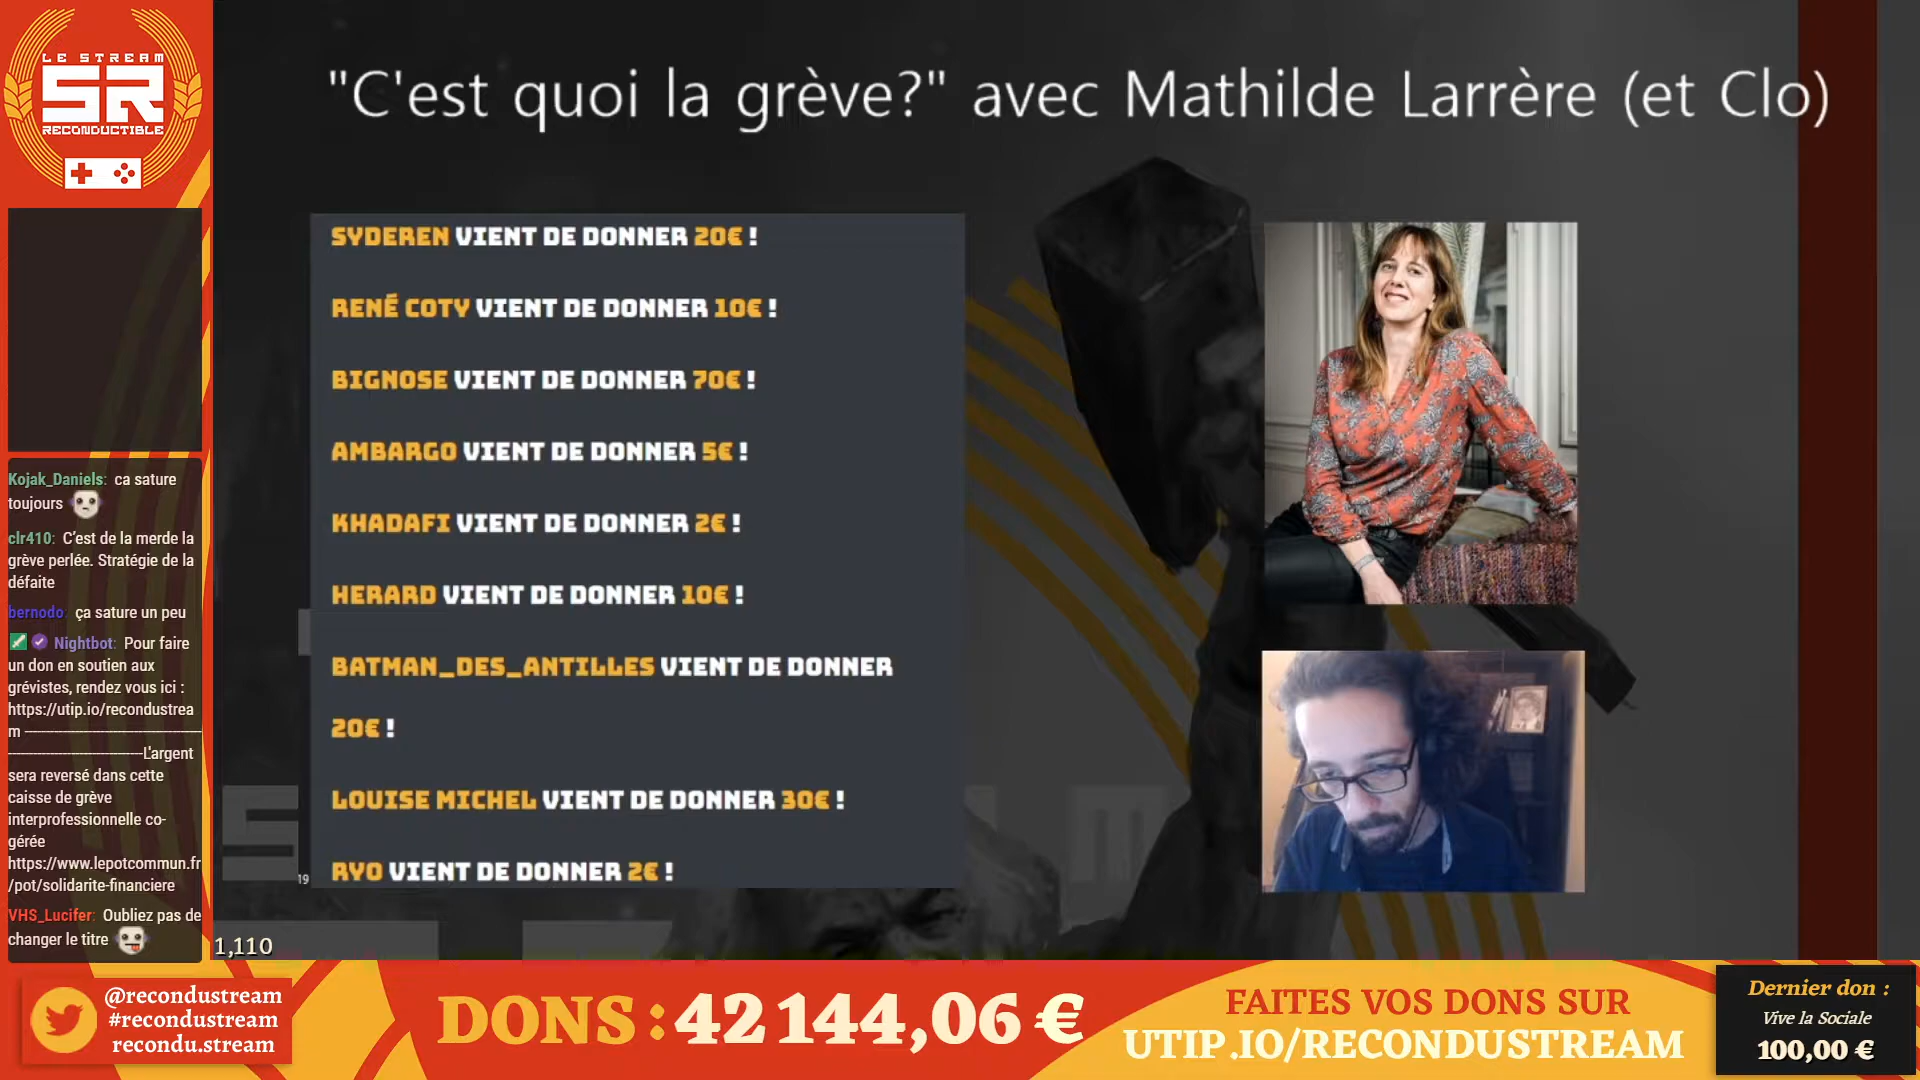 LE STREAM
SR
RECONDUCTIBLE
"C'est quoi la grève?" avec Mathilde Larrère (et Clo)
SYDEREN VIENT DE DONNER 20€ !
RENÉ COTY VIENT DE DONNER 10€ !
BIGNOSE VIENT DE DONNER 70€ !
AMBARGO VIENT DE DONNER 5€ !
KHADAFI VIENT DE DONNER 2€ !
HERARD VIENT DE DONNER 10€ !
BATMAN_DES_ANTILLES VIENT DE DONNER
20€ !
LOUISE MICHEL VIENT DE DONNER 30€ !
RYO VIENT DE DONNER 2€ !
Kojak_Daniels: ca sature
toujours
clr410: C'est de la merde la
grève perlée. Stratégie de la
défaite
bernodo: ça sature un peu
Nightbot: Pour faire
un don en soutien aux
grévistes, rendez vous ici :
https://utip.io/recondustrea
m ----------------------------------------
------------------------------L'argent
sera reversé dans cette
caisse de grève
interprofessionnelle co-
gérée
https://www.lepotcommun.fr
/pot/solidarite-financiere
VHS_Lucifer: Oubliez pas de
changer le titre
19
1,110
@recondustream
#recondustream
recondu.stream
DONS : 42 144,06 €
FAITES VOS DONS SUR
UTIP.IO/RECONDUSTREAM
Dernier don :
Vive la Sociale
100,00 €